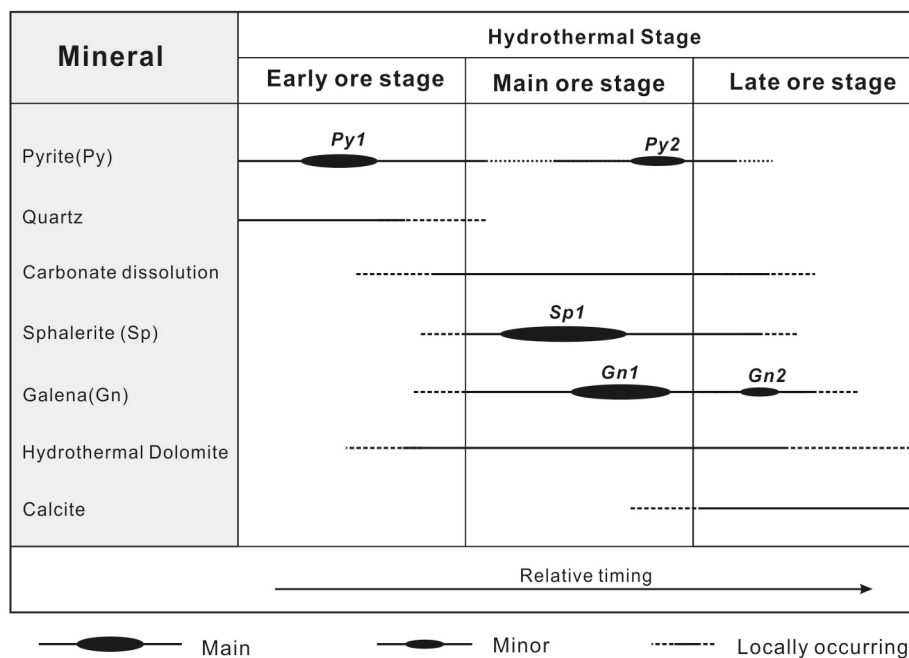 Mineral
Hydrothermal Stage
Early ore stage
Main ore stage
Late ore stage
Pyrite(Py)
Py1
Py2
Quartz
Carbonate dissolution
Sphalerite (Sp)
Sp1
Galena(Gn)
Gn1
Gn2
Hydrothermal Dolomite
Calcite
Relative timing
Main
Minor
Locally occurring